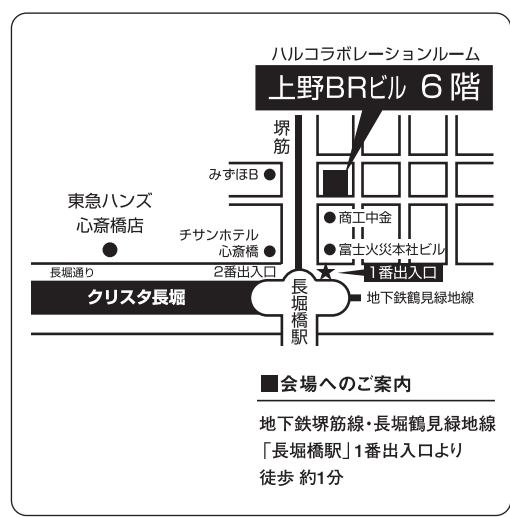 ハルコラボレーションルーム
上野BRビル 6階
堺筋
みずほB
東急ハンズ
心斎橋店
商工中金
チサンホテル
心斎橋
富士火災本社ビル
長堀通り
2番出入口
1番出入口
クリスタ長堀
長堀橋駅
地下鉄鶴見緑地線
■会場へのご案内
地下鉄堺筋線・長堀鶴見緑地線
「長堀橋駅」1番出入口より
徒歩 約1分